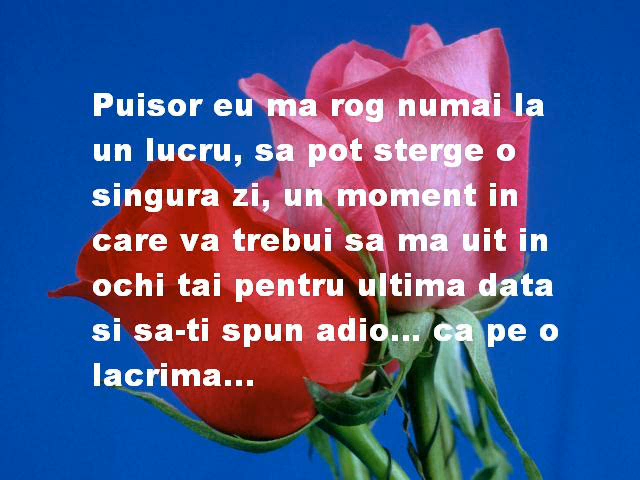 Puisor eu ma rog numai la
un lucru, sa pot sterge o
singura zi, un moment in
care va trebui sa ma uit in
ochi tai pentru ultima data
si sa-ti spun adio... ca pe o
lacrima...